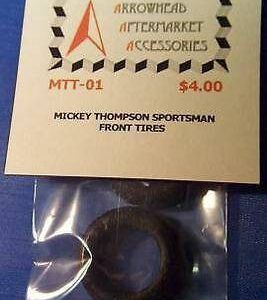 ARROWHEAD
AFTERMARKET
ACCESSORIES
MTT-01 $4.00
MICKEY THOMPSON SPORTSMAN
FRONT TIRES